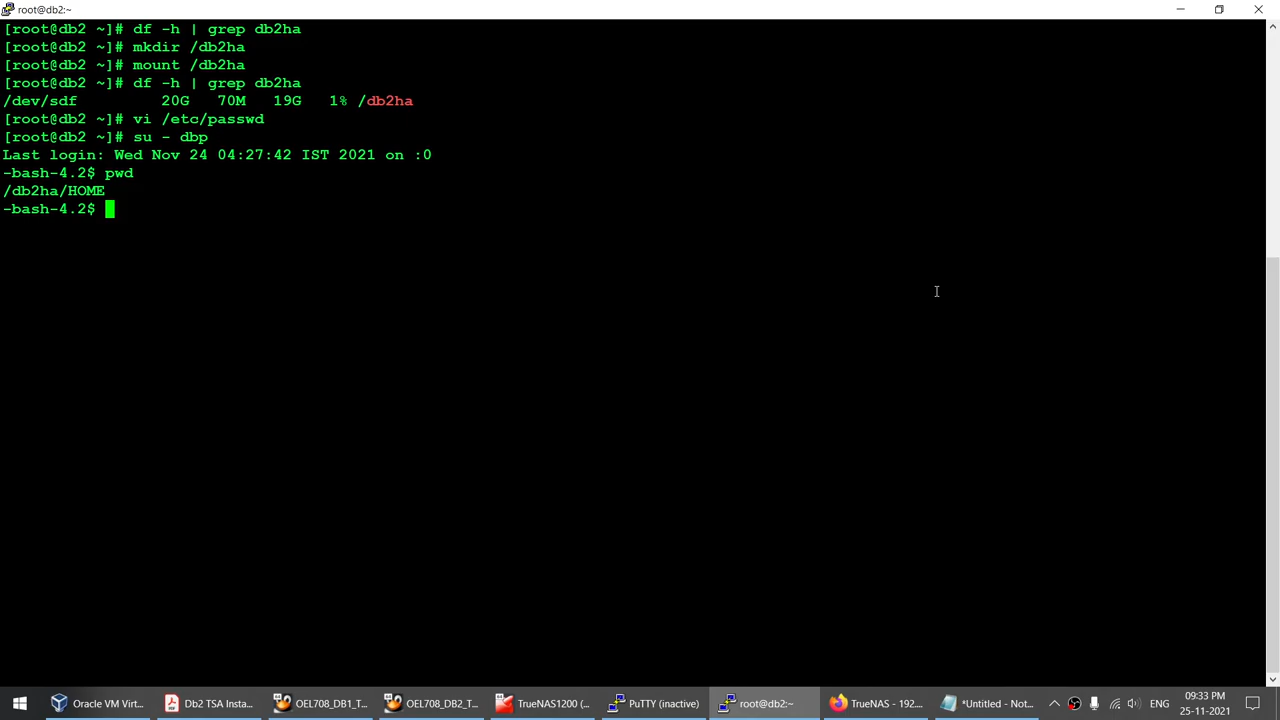 root@db2:~
[root@db2 ~]# df -h | grep db2ha
[root@db2 ~]# mkdir /db2ha
[root@db2 ~]# mount /db2ha
[root@db2 ~]# df -h | grep db2ha
/dev/sdf         20G   70M   19G   1% /db2ha
[root@db2 ~]# vi /etc/passwd
[root@db2 ~]# su - dbp
Last login: Wed Nov 24 04:27:42 IST 2021 on :0
-bash-4.2$ pwd
/db2ha/HOME
-bash-4.2$
Oracle VM Virt... Db2 TSA Insta... OEL708_DB1_T... OEL708_DB2_T... TrueNAS1200 (... PuTTY (inactive) root@db2:~ TrueNAS - 192.... *Untitled - Not... ENG 09:33 PM
25-11-2021